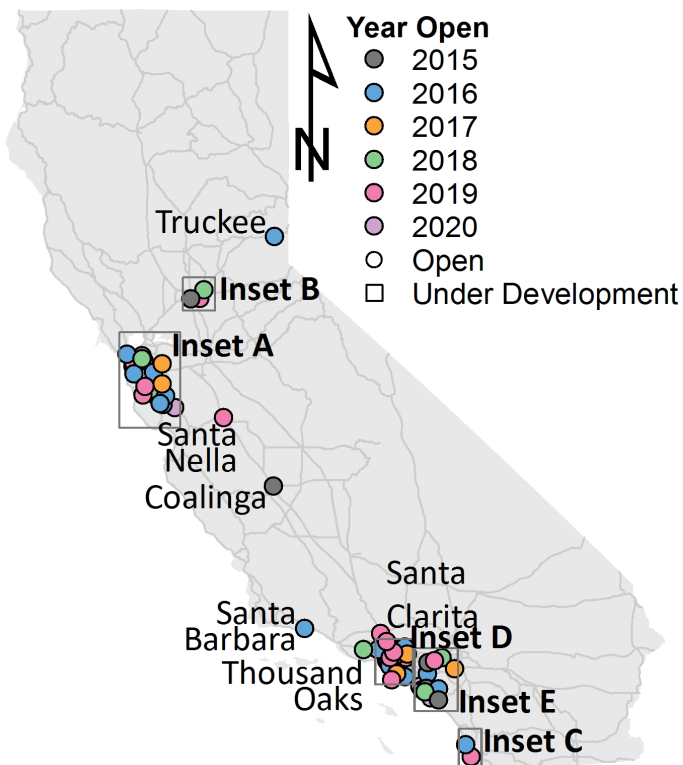 Year Open
2015
2016
2017
2018
2019
2020
Open
Under Development
N
Truckee
Inset B
Inset A
Santa
Nella
Coalinga
Santa
Clarita
Santa
Barbara
Inset D
Thousand
Oaks
Inset E
Inset C